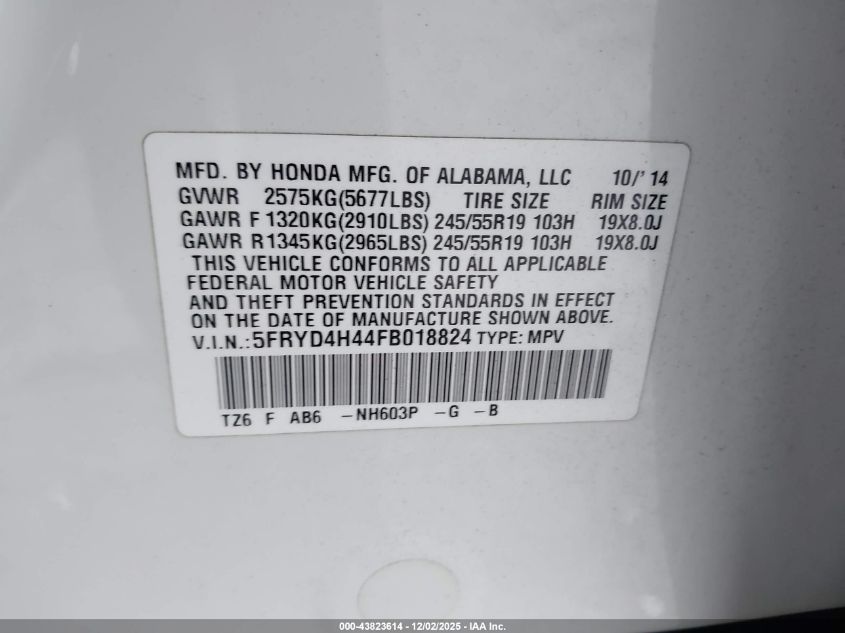 MFD. BY HONDA MFG. OF ALABAMA, LLC 10/'14
GVWR 2575KG(5677LBS) TIRE SIZE RIM SIZE
GAWR F 1320KG(2910LBS) 245/55R19 103H 19X8.0J
GAWR R 1345KG(2965LBS) 245/55R19 103H 19X8.0J
THIS VEHICLE CONFORMS TO ALL APPLICABLE
FEDERAL MOTOR VEHICLE SAFETY
AND THEFT PREVENTION STANDARDS IN EFFECT
ON THE DATE OF MANUFACTURE SHOWN ABOVE.
V.I.N.:5FRYD4H44FB018824 TYPE: MPV
TZ6 F AB6 -NH603P -G -B
000-43823614 - 12/02/2025 - IAA Inc.